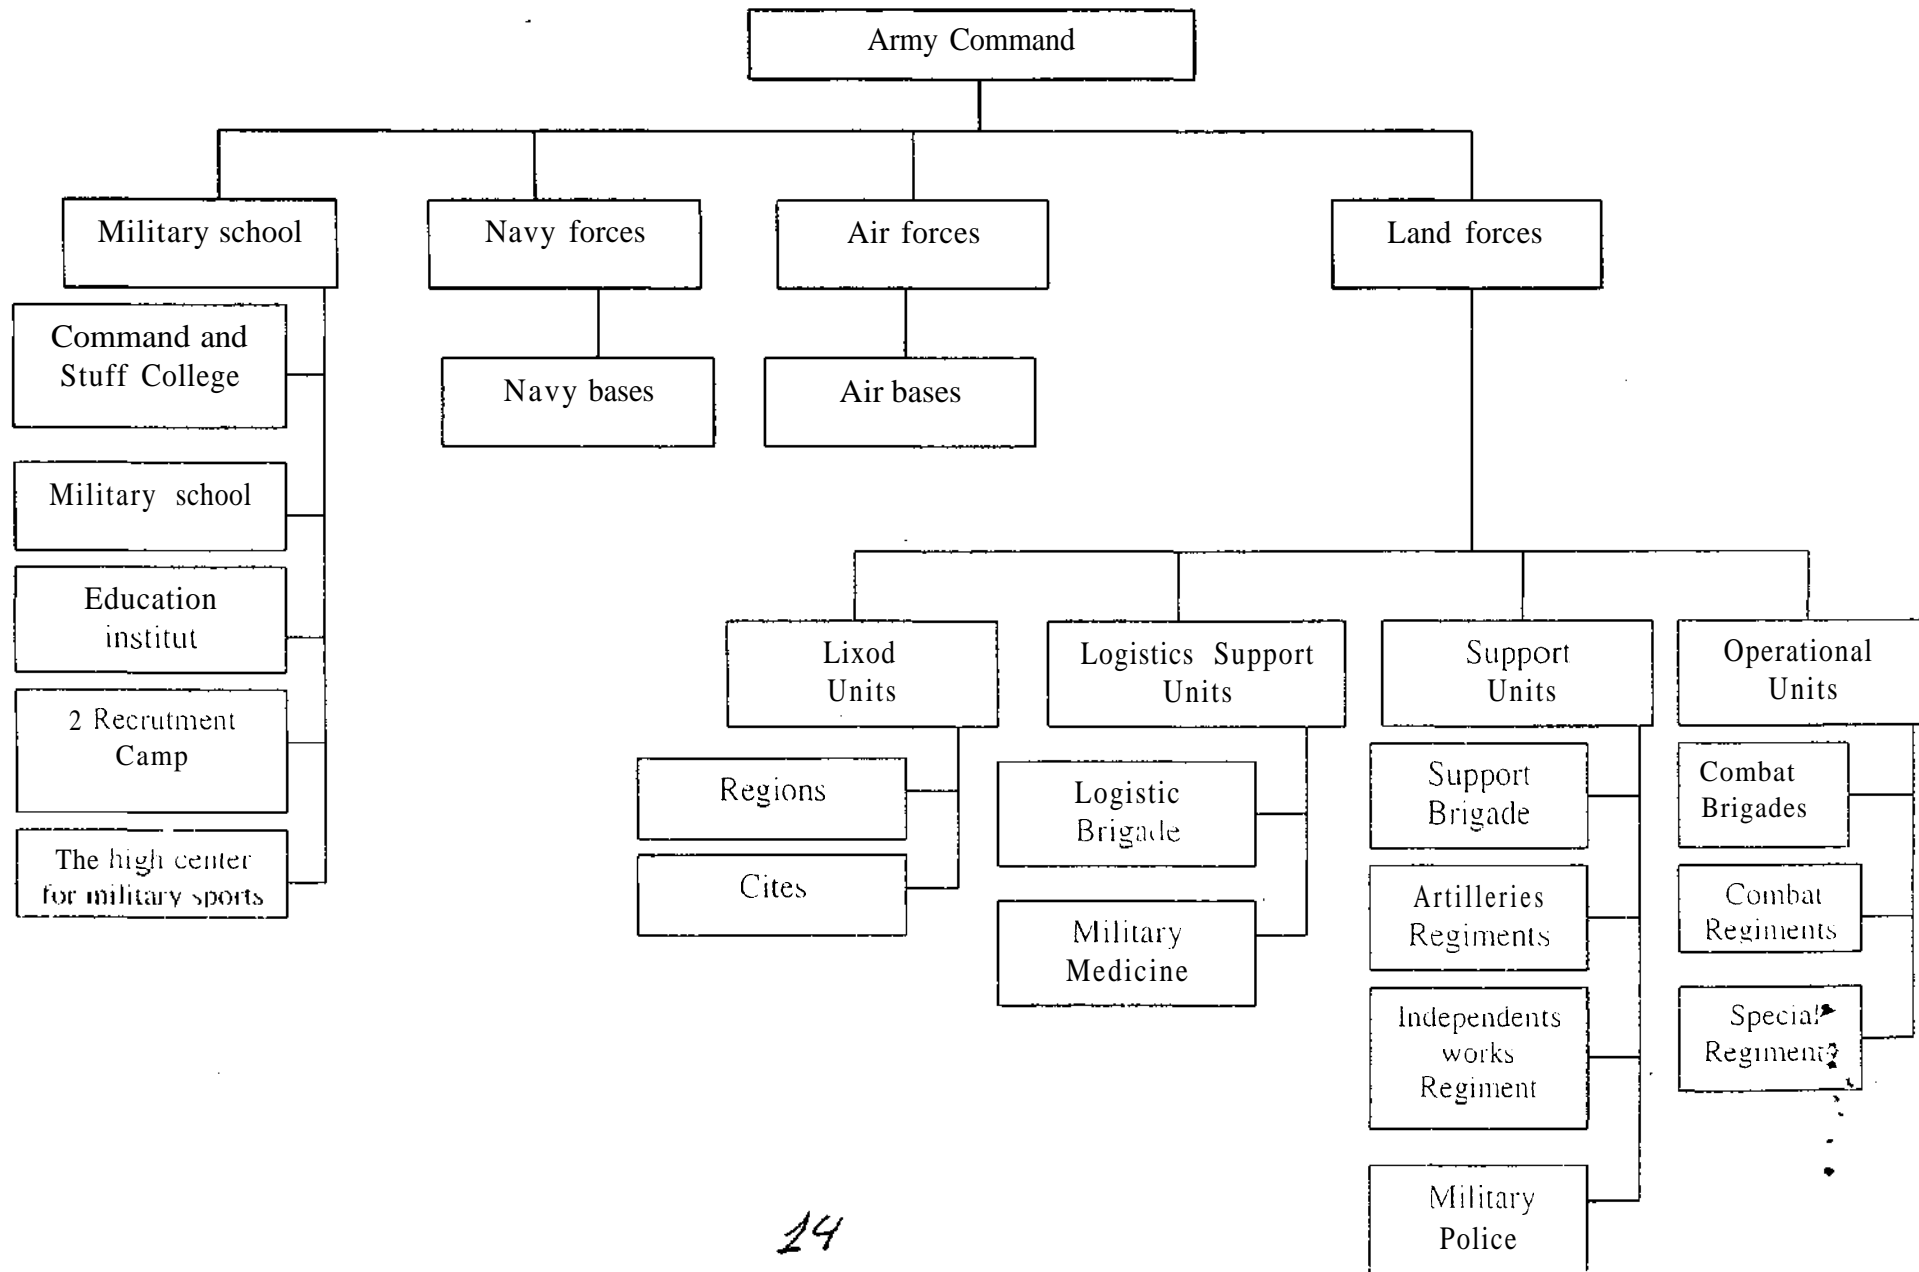 Army Command
Military school
Navy forces
Air forces
Land forces
Command and
Stuff College
Navy bases
Air bases
Military school
Education
institut
2 Recrutment
Camp
The high center
for military sports
Lixod
Units
Logistics Support
Units
Support
Units
Operational
Units
Regions
Cites
Logistic
Brigade
Military
Medicine
Support
Brigade
Artilleries
Regiments
Independents
works
Regiment
Military
Police
Combat
Brigades
Combat
Regiments
Special
Regiments
14